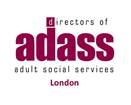 directors of
adass
adult social services
London